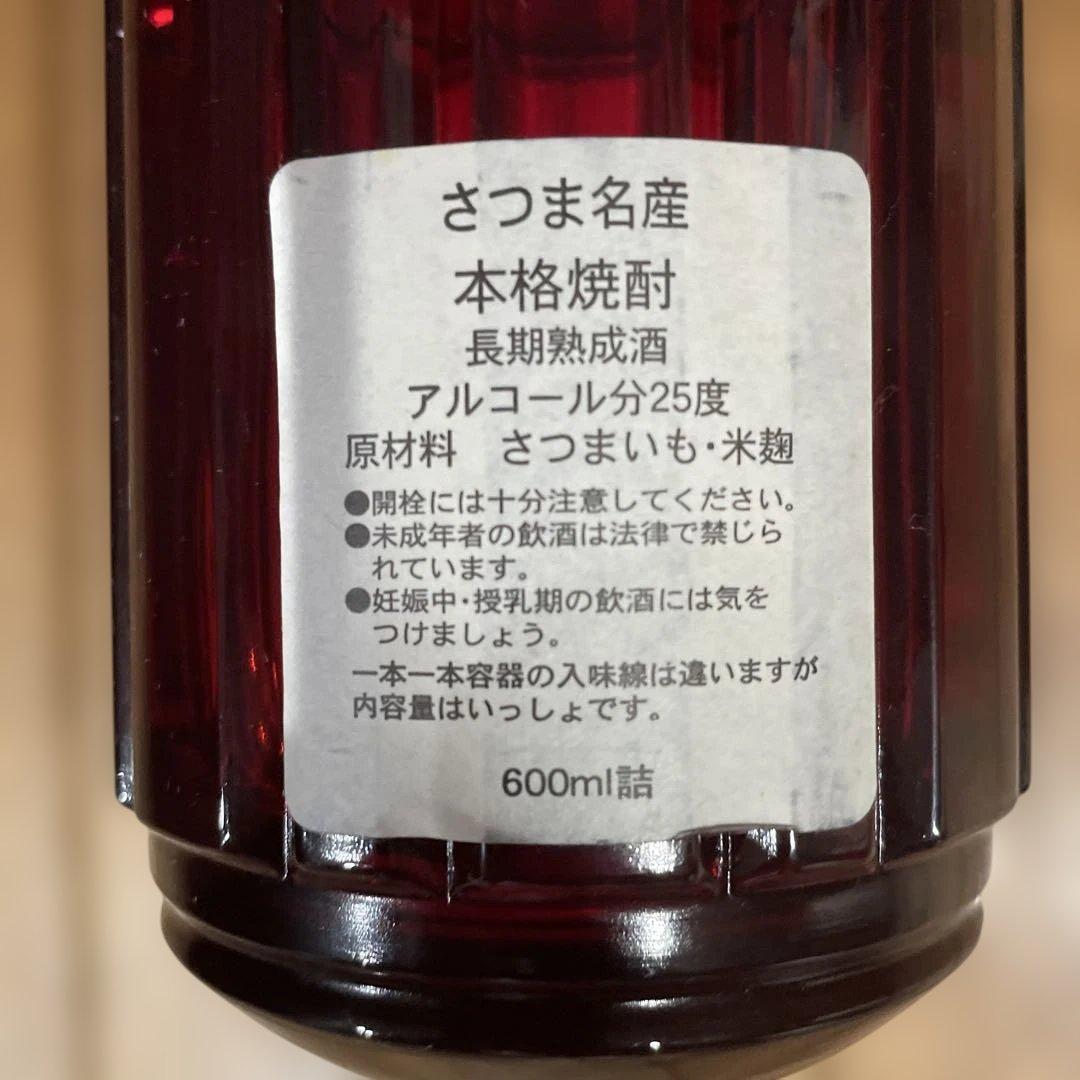 さつま名産
本格焼酎
長期熟成酒
アルコール分25度
原材料　さつまいも・米麹
●開栓には十分注意してください。
●未成年者の飲酒は法律で禁じら
れています。
●妊娠中・授乳期の飲酒には気を
つけましょう。
一本一本容器の入味線は違いますが
内容量はいっしょです。
600ml詰